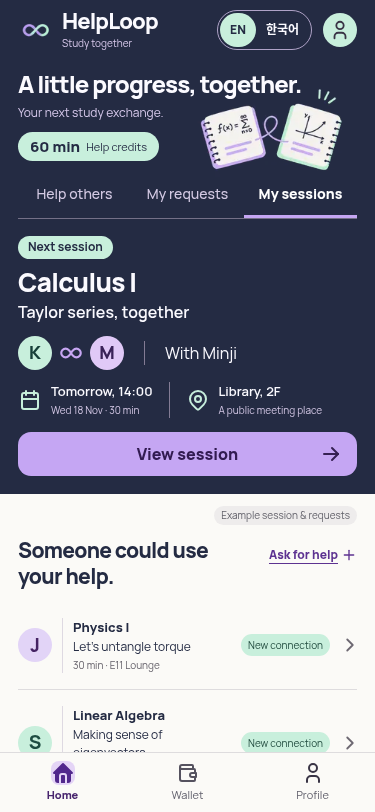 HelpLoop
Study together
EN 한국어
A little progress, together.
Your next study exchange.
60 min Help credits
f(x) = ∑
∞
n=0
Help others My requests My sessions
Next session
Calculus I
Taylor series, together
K M With Minji
Tomorrow, 14:00
Wed 18 Nov · 30 min
Library, 2F
A public meeting place
View session
Example session & requests
Someone could use
your help.
Ask for help
J
Physics I
Let's untangle torque
30 min · E11 Lounge
New connection
S
Linear Algebra
Making sense of
eigenvectors
New connection
Home Wallet Profile